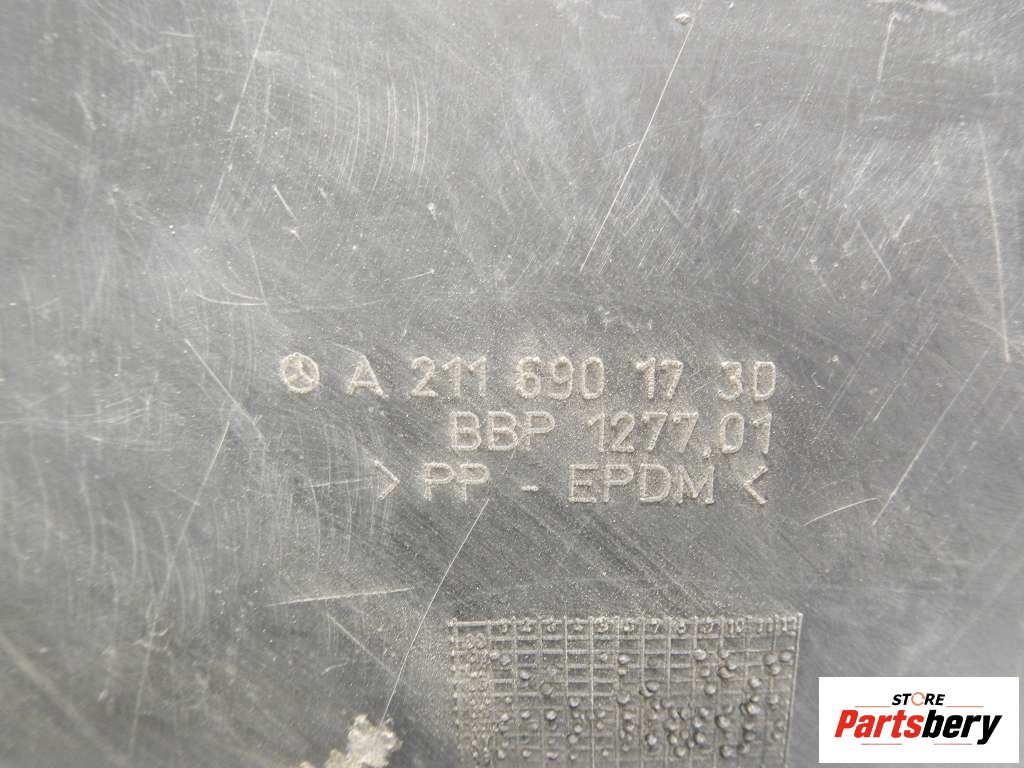 A 211 690 17 30
BBP 1277.01
> PP - EPDM <
STORE
Partsbery